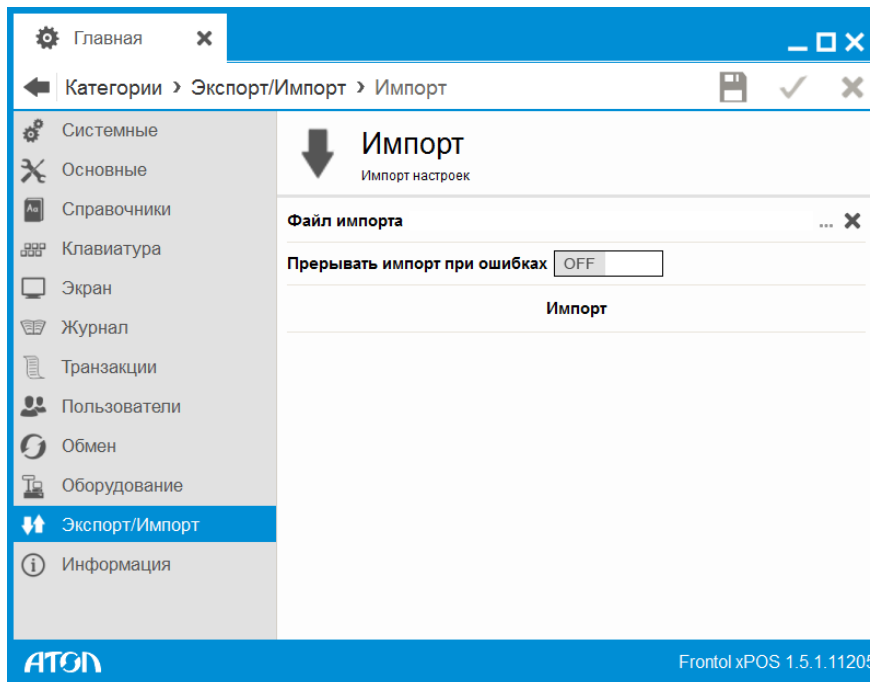 Главная
Категории › Экспорт/Импорт › Импорт
Системные
Основные
Справочники
Клавиатура
Экран
Журнал
Транзакции
Пользователи
Обмен
Оборудование
Экспорт/Импорт
Информация
Импорт
Импорт настроек
Файл импорта ...
Прерывать импорт при ошибках OFF
Импорт
АТОЛ Frontol xPOS 1.5.1.11205